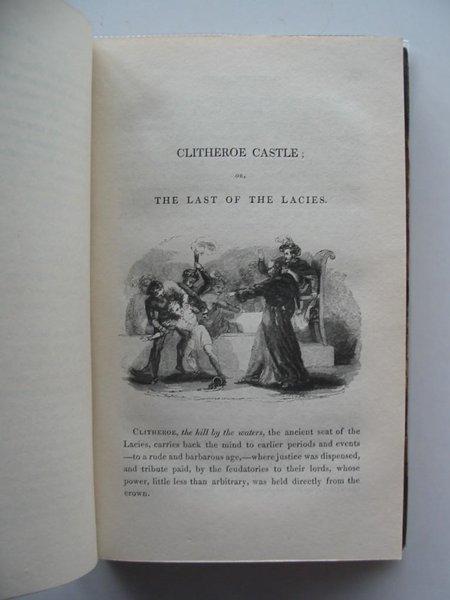 CLITHEROE CASTLE;
OR,
THE LAST OF THE LACIES.
CLITHEROE, the hill by the waters, the ancient seat of the
Lacies, carries back the mind to earlier periods and events
—to a rude and barbarous age,—where justice was dispensed,
and tribute paid, by the feudatories to their lords, whose
power, little less than arbitrary, was held directly from the
crown.